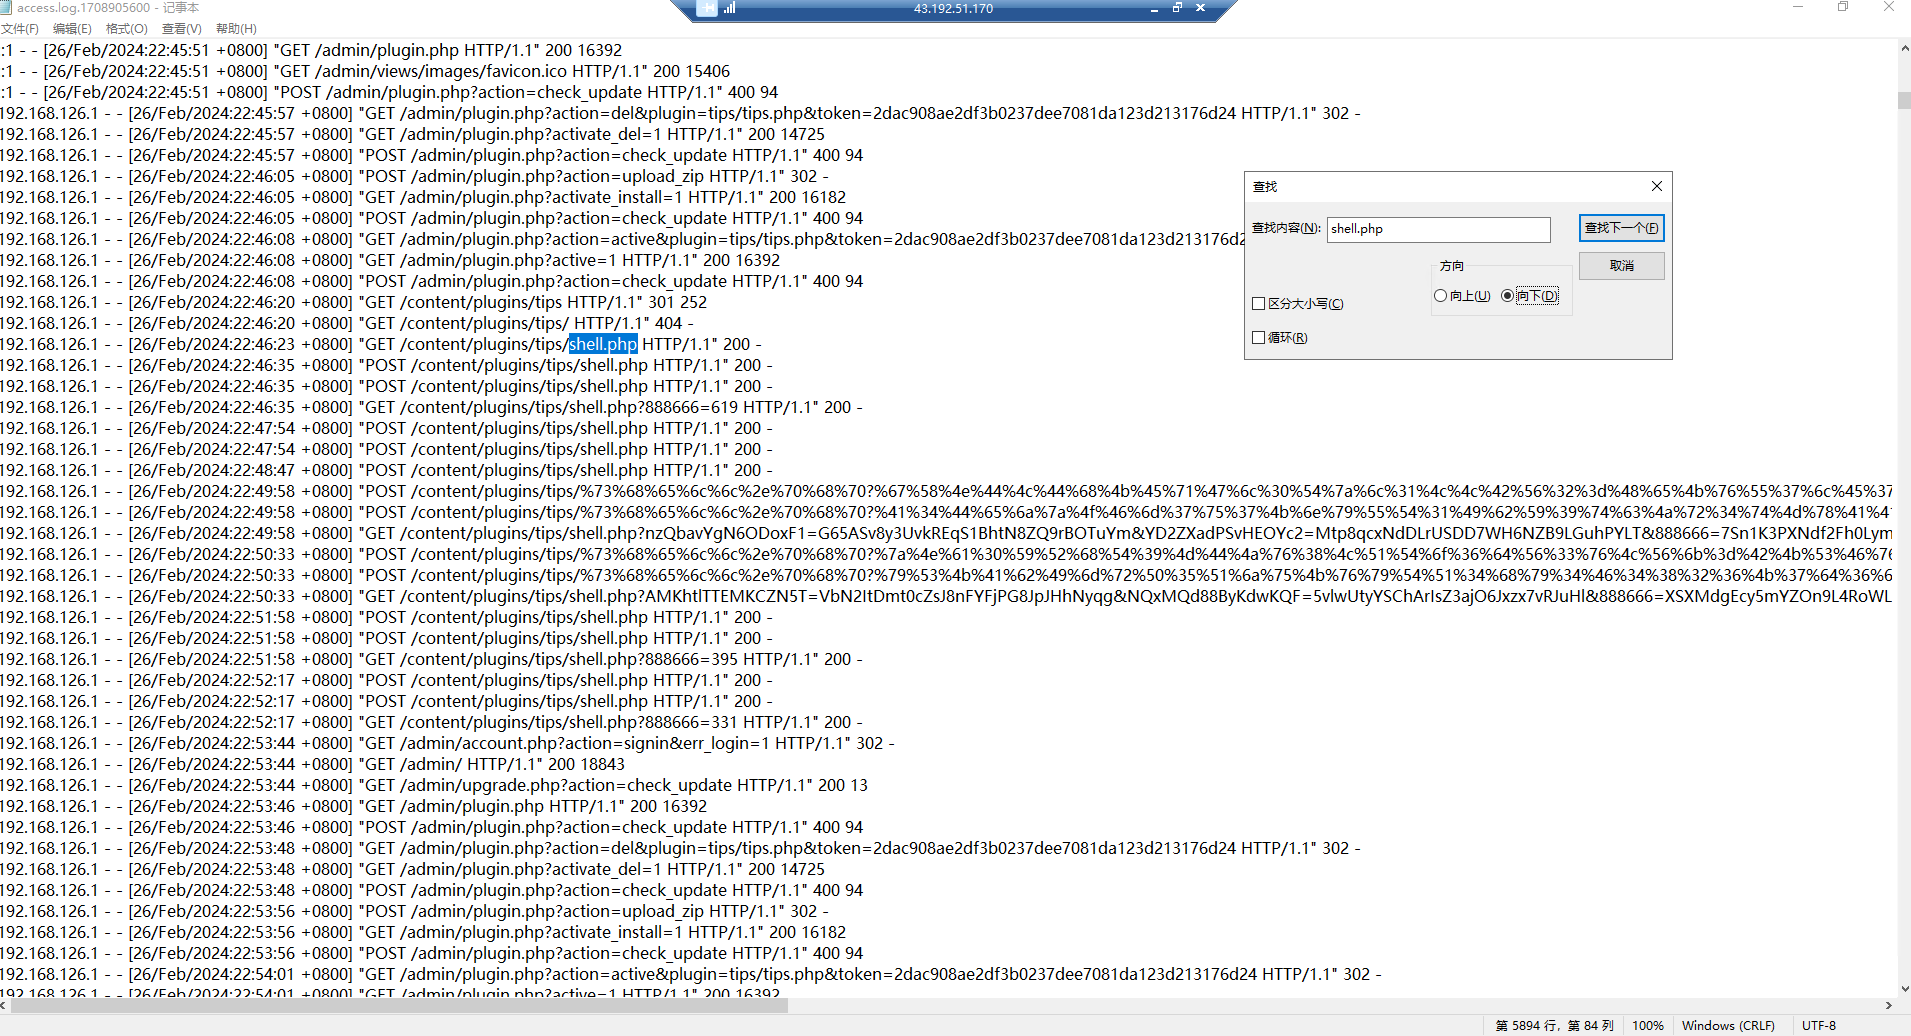 access.log.1708905600 - 记事本
43.192.51.170
文件(F) 编辑(E) 格式(O) 查看(V) 帮助(H)
:1 - - [26/Feb/2024:22:45:51 +0800] "GET /admin/plugin.php HTTP/1.1" 200 16392
:1 - - [26/Feb/2024:22:45:51 +0800] "GET /admin/views/images/favicon.ico HTTP/1.1" 200 15406
:1 - - [26/Feb/2024:22:45:51 +0800] "POST /admin/plugin.php?action=check_update HTTP/1.1" 400 94
192.168.126.1 - - [26/Feb/2024:22:45:57 +0800] "GET /admin/plugin.php?action=del&plugin=tips/tips.php&token=2dac908ae2df3b0237dee7081da123d213176d24 HTTP/1.1" 302 -
192.168.126.1 - - [26/Feb/2024:22:45:57 +0800] "GET /admin/plugin.php?activate_del=1 HTTP/1.1" 200 14725
192.168.126.1 - - [26/Feb/2024:22:45:57 +0800] "POST /admin/plugin.php?action=check_update HTTP/1.1" 400 94
192.168.126.1 - - [26/Feb/2024:22:46:05 +0800] "POST /admin/plugin.php?action=upload_zip HTTP/1.1" 302 -
192.168.126.1 - - [26/Feb/2024:22:46:05 +0800] "GET /admin/plugin.php?activate_install=1 HTTP/1.1" 200 16182
192.168.126.1 - - [26/Feb/2024:22:46:05 +0800] "POST /admin/plugin.php?action=check_update HTTP/1.1" 400 94
192.168.126.1 - - [26/Feb/2024:22:46:08 +0800] "GET /admin/plugin.php?action=active&plugin=tips/tips.php&token=2dac908ae2df3b0237dee7081da123d213176d2
192.168.126.1 - - [26/Feb/2024:22:46:08 +0800] "GET /admin/plugin.php?active=1 HTTP/1.1" 200 16392
192.168.126.1 - - [26/Feb/2024:22:46:08 +0800] "POST /admin/plugin.php?action=check_update HTTP/1.1" 400 94
192.168.126.1 - - [26/Feb/2024:22:46:20 +0800] "GET /content/plugins/tips HTTP/1.1" 301 252
192.168.126.1 - - [26/Feb/2024:22:46:20 +0800] "GET /content/plugins/tips/ HTTP/1.1" 404 -
192.168.126.1 - - [26/Feb/2024:22:46:23 +0800] "GET /content/plugins/tips/shell.php HTTP/1.1" 200 -
192.168.126.1 - - [26/Feb/2024:22:46:35 +0800] "POST /content/plugins/tips/shell.php HTTP/1.1" 200 -
192.168.126.1 - - [26/Feb/2024:22:46:35 +0800] "POST /content/plugins/tips/shell.php HTTP/1.1" 200 -
192.168.126.1 - - [26/Feb/2024:22:46:35 +0800] "GET /content/plugins/tips/shell.php?888666=619 HTTP/1.1" 200 -
192.168.126.1 - - [26/Feb/2024:22:47:54 +0800] "POST /content/plugins/tips/shell.php HTTP/1.1" 200 -
192.168.126.1 - - [26/Feb/2024:22:47:54 +0800] "POST /content/plugins/tips/shell.php HTTP/1.1" 200 -
192.168.126.1 - - [26/Feb/2024:22:48:47 +0800] "POST /content/plugins/tips/shell.php HTTP/1.1" 200 -
192.168.126.1 - - [26/Feb/2024:22:49:58 +0800] "POST /content/plugins/tips/%73%68%65%6c%6c%2e%70%68%70?%67%58%4e%44%4c%44%68%4b%45%71%47%6c%30%54%7a%6c%31%4c%4c%42%56%32%3d%48%65%4b%76%55%37%6c%45%37
192.168.126.1 - - [26/Feb/2024:22:49:58 +0800] "POST /content/plugins/tips/%73%68%65%6c%6c%2e%70%68%70?%41%34%44%65%6a%7a%4f%46%6d%37%75%37%4b%6e%79%55%54%31%49%62%59%39%74%63%4a%72%34%74%4d%78%41%4
192.168.126.1 - - [26/Feb/2024:22:49:58 +0800] "GET /content/plugins/tips/shell.php?nzQbavYgN6ODoxF1=G65ASv8y3UvkREqS1BhtN8ZQ9rBOTuYm&YD2ZXadPSvHEOYc2=Mtp8qcxNdDLrUSDD7WH6NZB9LGuhPYLT&888666=7Sn1K3PXNdf2Fh0Lym
192.168.126.1 - - [26/Feb/2024:22:50:33 +0800] "POST /content/plugins/tips/%73%68%65%6c%6c%2e%70%68%70?%7a%4e%61%30%59%52%68%54%39%4d%44%4a%76%38%4c%51%54%6f%36%64%56%33%76%4c%56%6b%3d%42%4b%53%46%76
192.168.126.1 - - [26/Feb/2024:22:50:33 +0800] "POST /content/plugins/tips/%73%68%65%6c%6c%2e%70%68%70?%79%53%4b%41%62%49%6d%72%50%35%51%6a%75%4b%76%79%54%51%34%68%79%34%46%34%38%32%36%4b%37%64%36%6
192.168.126.1 - - [26/Feb/2024:22:50:33 +0800] "GET /content/plugins/tips/shell.php?AMKhtlTTEMKCZN5T=VbN2ItDmt0cZsJ8nFYFjPG8JpJHhNyqg&NQxMQd88ByKdwKQF=5vlwUtyYSChArIsZ3ajO6Jxzx7vRJuHl&888666=XSXMdgEcy5mYZOn9L4RoWL
192.168.126.1 - - [26/Feb/2024:22:51:58 +0800] "POST /content/plugins/tips/shell.php HTTP/1.1" 200 -
192.168.126.1 - - [26/Feb/2024:22:51:58 +0800] "POST /content/plugins/tips/shell.php HTTP/1.1" 200 -
192.168.126.1 - - [26/Feb/2024:22:51:58 +0800] "GET /content/plugins/tips/shell.php?888666=395 HTTP/1.1" 200 -
192.168.126.1 - - [26/Feb/2024:22:52:17 +0800] "POST /content/plugins/tips/shell.php HTTP/1.1" 200 -
192.168.126.1 - - [26/Feb/2024:22:52:17 +0800] "POST /content/plugins/tips/shell.php HTTP/1.1" 200 -
192.168.126.1 - - [26/Feb/2024:22:52:17 +0800] "GET /content/plugins/tips/shell.php?888666=331 HTTP/1.1" 200 -
192.168.126.1 - - [26/Feb/2024:22:53:44 +0800] "GET /admin/account.php?action=signin&err_login=1 HTTP/1.1" 302 -
192.168.126.1 - - [26/Feb/2024:22:53:44 +0800] "GET /admin/ HTTP/1.1" 200 18843
192.168.126.1 - - [26/Feb/2024:22:53:44 +0800] "GET /admin/upgrade.php?action=check_update HTTP/1.1" 200 13
192.168.126.1 - - [26/Feb/2024:22:53:46 +0800] "GET /admin/plugin.php HTTP/1.1" 200 16392
192.168.126.1 - - [26/Feb/2024:22:53:46 +0800] "POST /admin/plugin.php?action=check_update HTTP/1.1" 400 94
192.168.126.1 - - [26/Feb/2024:22:53:48 +0800] "GET /admin/plugin.php?action=del&plugin=tips/tips.php&token=2dac908ae2df3b0237dee7081da123d213176d24 HTTP/1.1" 302 -
192.168.126.1 - - [26/Feb/2024:22:53:48 +0800] "GET /admin/plugin.php?activate_del=1 HTTP/1.1" 200 14725
192.168.126.1 - - [26/Feb/2024:22:53:48 +0800] "POST /admin/plugin.php?action=check_update HTTP/1.1" 400 94
192.168.126.1 - - [26/Feb/2024:22:53:56 +0800] "POST /admin/plugin.php?action=upload_zip HTTP/1.1" 302 -
192.168.126.1 - - [26/Feb/2024:22:53:56 +0800] "GET /admin/plugin.php?activate_install=1 HTTP/1.1" 200 16182
192.168.126.1 - - [26/Feb/2024:22:53:56 +0800] "POST /admin/plugin.php?action=check_update HTTP/1.1" 400 94
192.168.126.1 - - [26/Feb/2024:22:54:01 +0800] "GET /admin/plugin.php?action=active&plugin=tips/tips.php&token=2dac908ae2df3b0237dee7081da123d213176d24 HTTP/1.1" 302 -
192.168.126.1 - - [26/Feb/2024:22:54:01 +0800] "GET /admin/plugin.php?active=1 HTTP/1.1" 200 16392
查找
查找内容(N): shell.php 查找下一个(F)
方向 取消
区分大小写(C) 向上(U) 向下(D)
循环(R)
第 5894 行, 第 84 列 100% Windows (CRLF) UTF-8